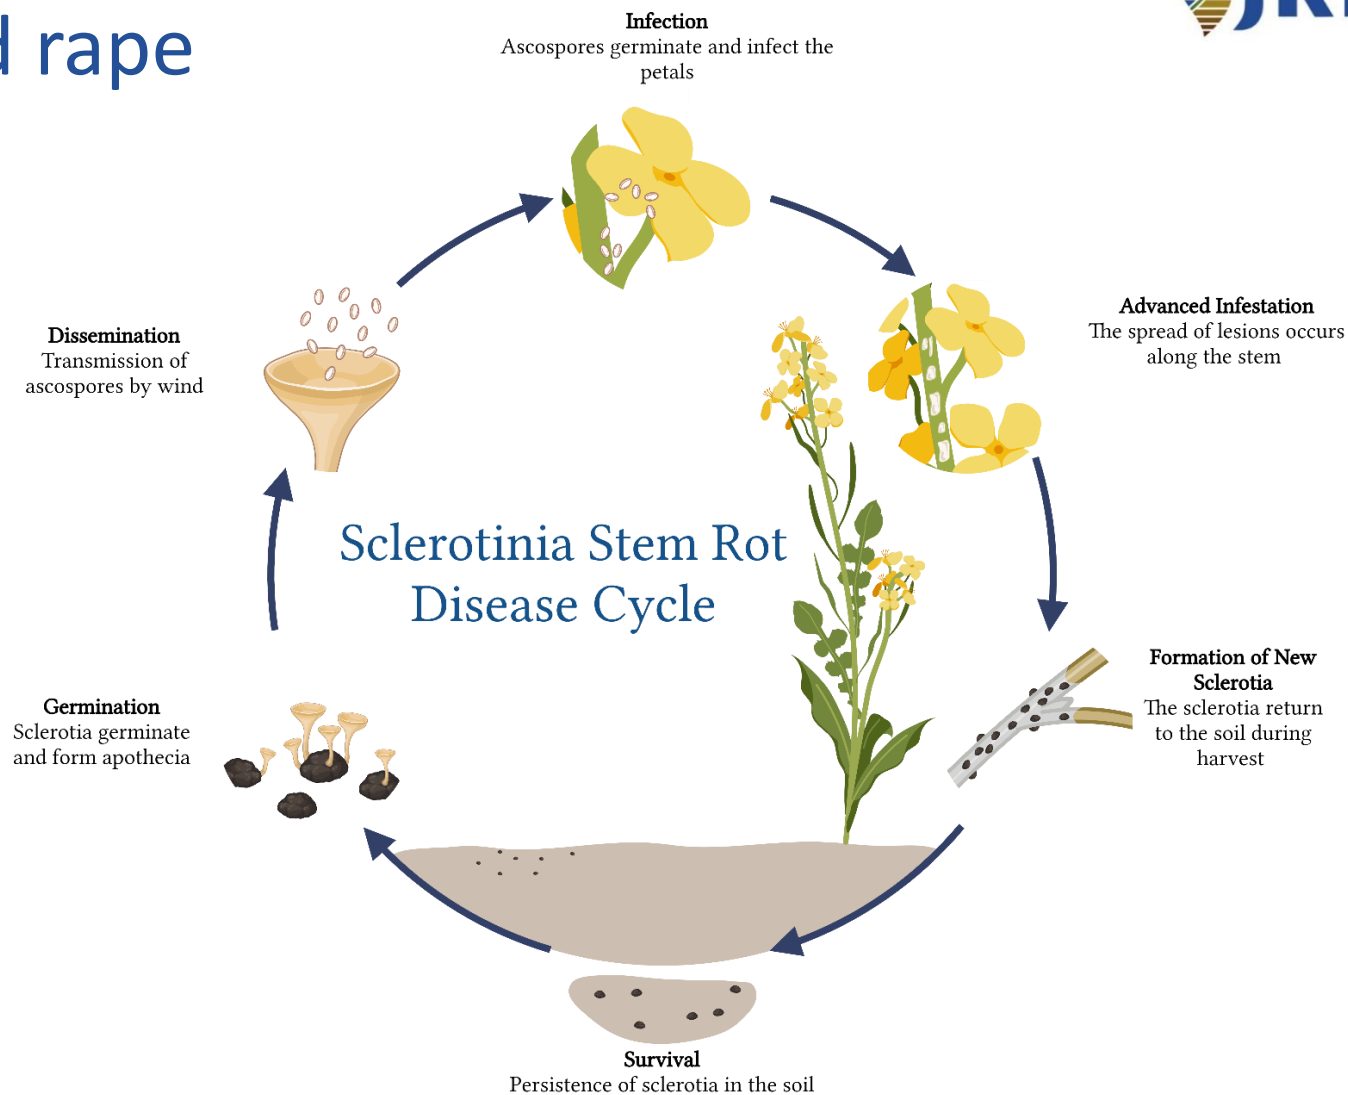 rape
Infection
Ascospores germinate and infect the
petals
Advanced Infestation
The spread of lesions occurs
along the stem
Dissemination
Transmission of
ascospores by wind
Sclerotinia Stem Rot
Disease Cycle
Formation of New
Sclerotia
The sclerotia return
to the soil during
harvest
Germination
Sclerotia germinate
and form apothecia
Survival
Persistence of sclerotia in the soil